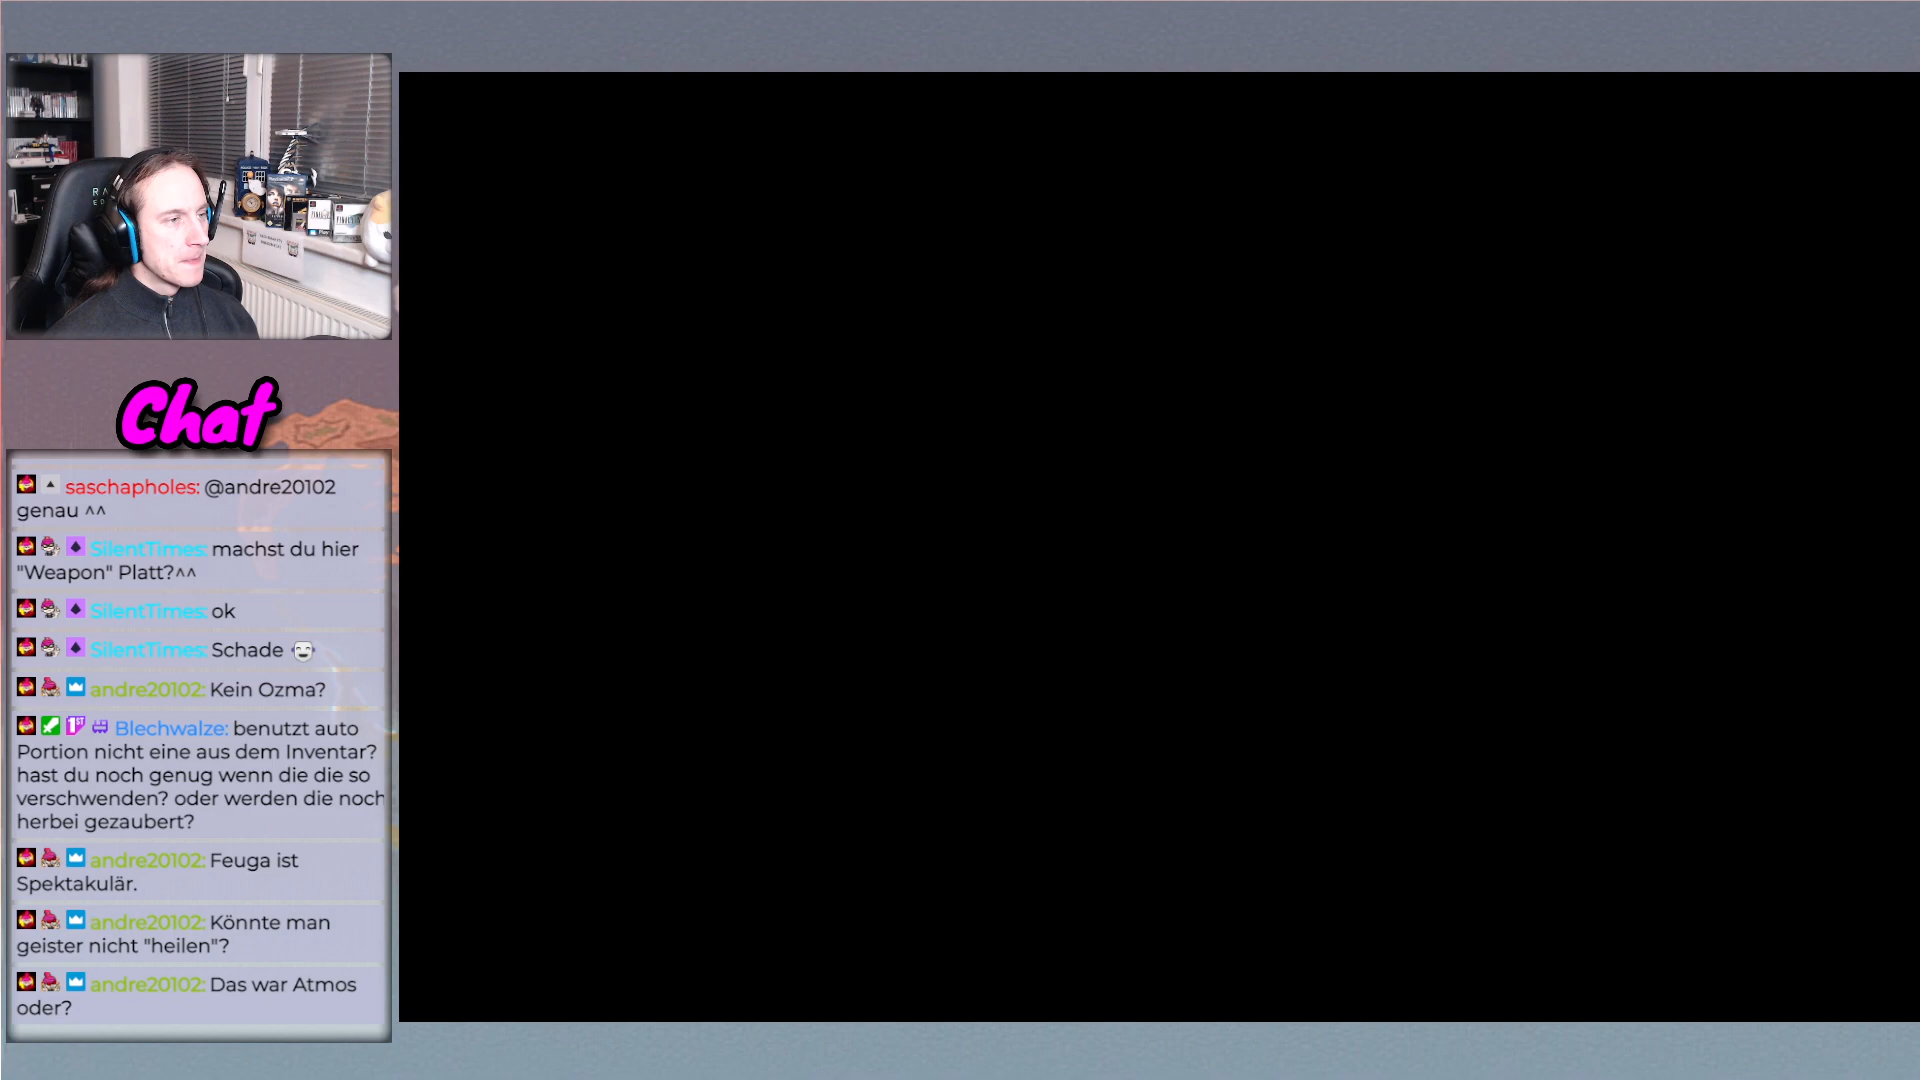 Chat
saschapholes: @andre20102
genau ^^
SilentTimes: machst du hier
"Weapon" Platt?^^
SilentTimes: ok
SilentTimes: Schade
andre20102: Kein Ozma?
Blechwalze: benutzt auto
Portion nicht eine aus dem Inventar?
hast du noch genug wenn die die so
verschwenden? oder werden die noch
herbei gezaubert?
andre20102: Feuga ist
Spektakulär.
andre20102: Könnte man
geister nicht "heilen"?
andre20102: Das war Atmos
oder?